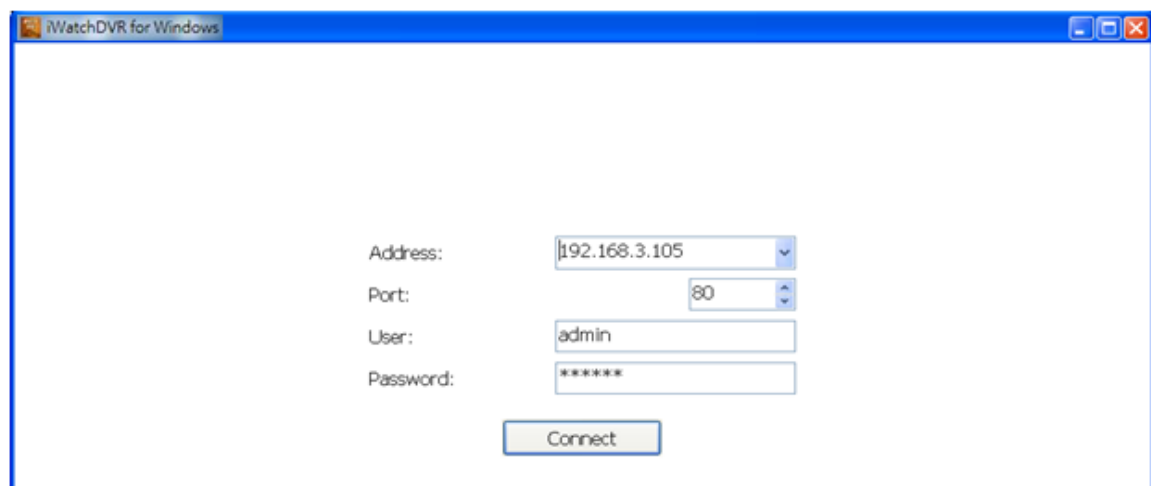 iWatchDVR for Windows
Address: 192.168.3.105
Port: 80
User: admin
Password: ******
Connect